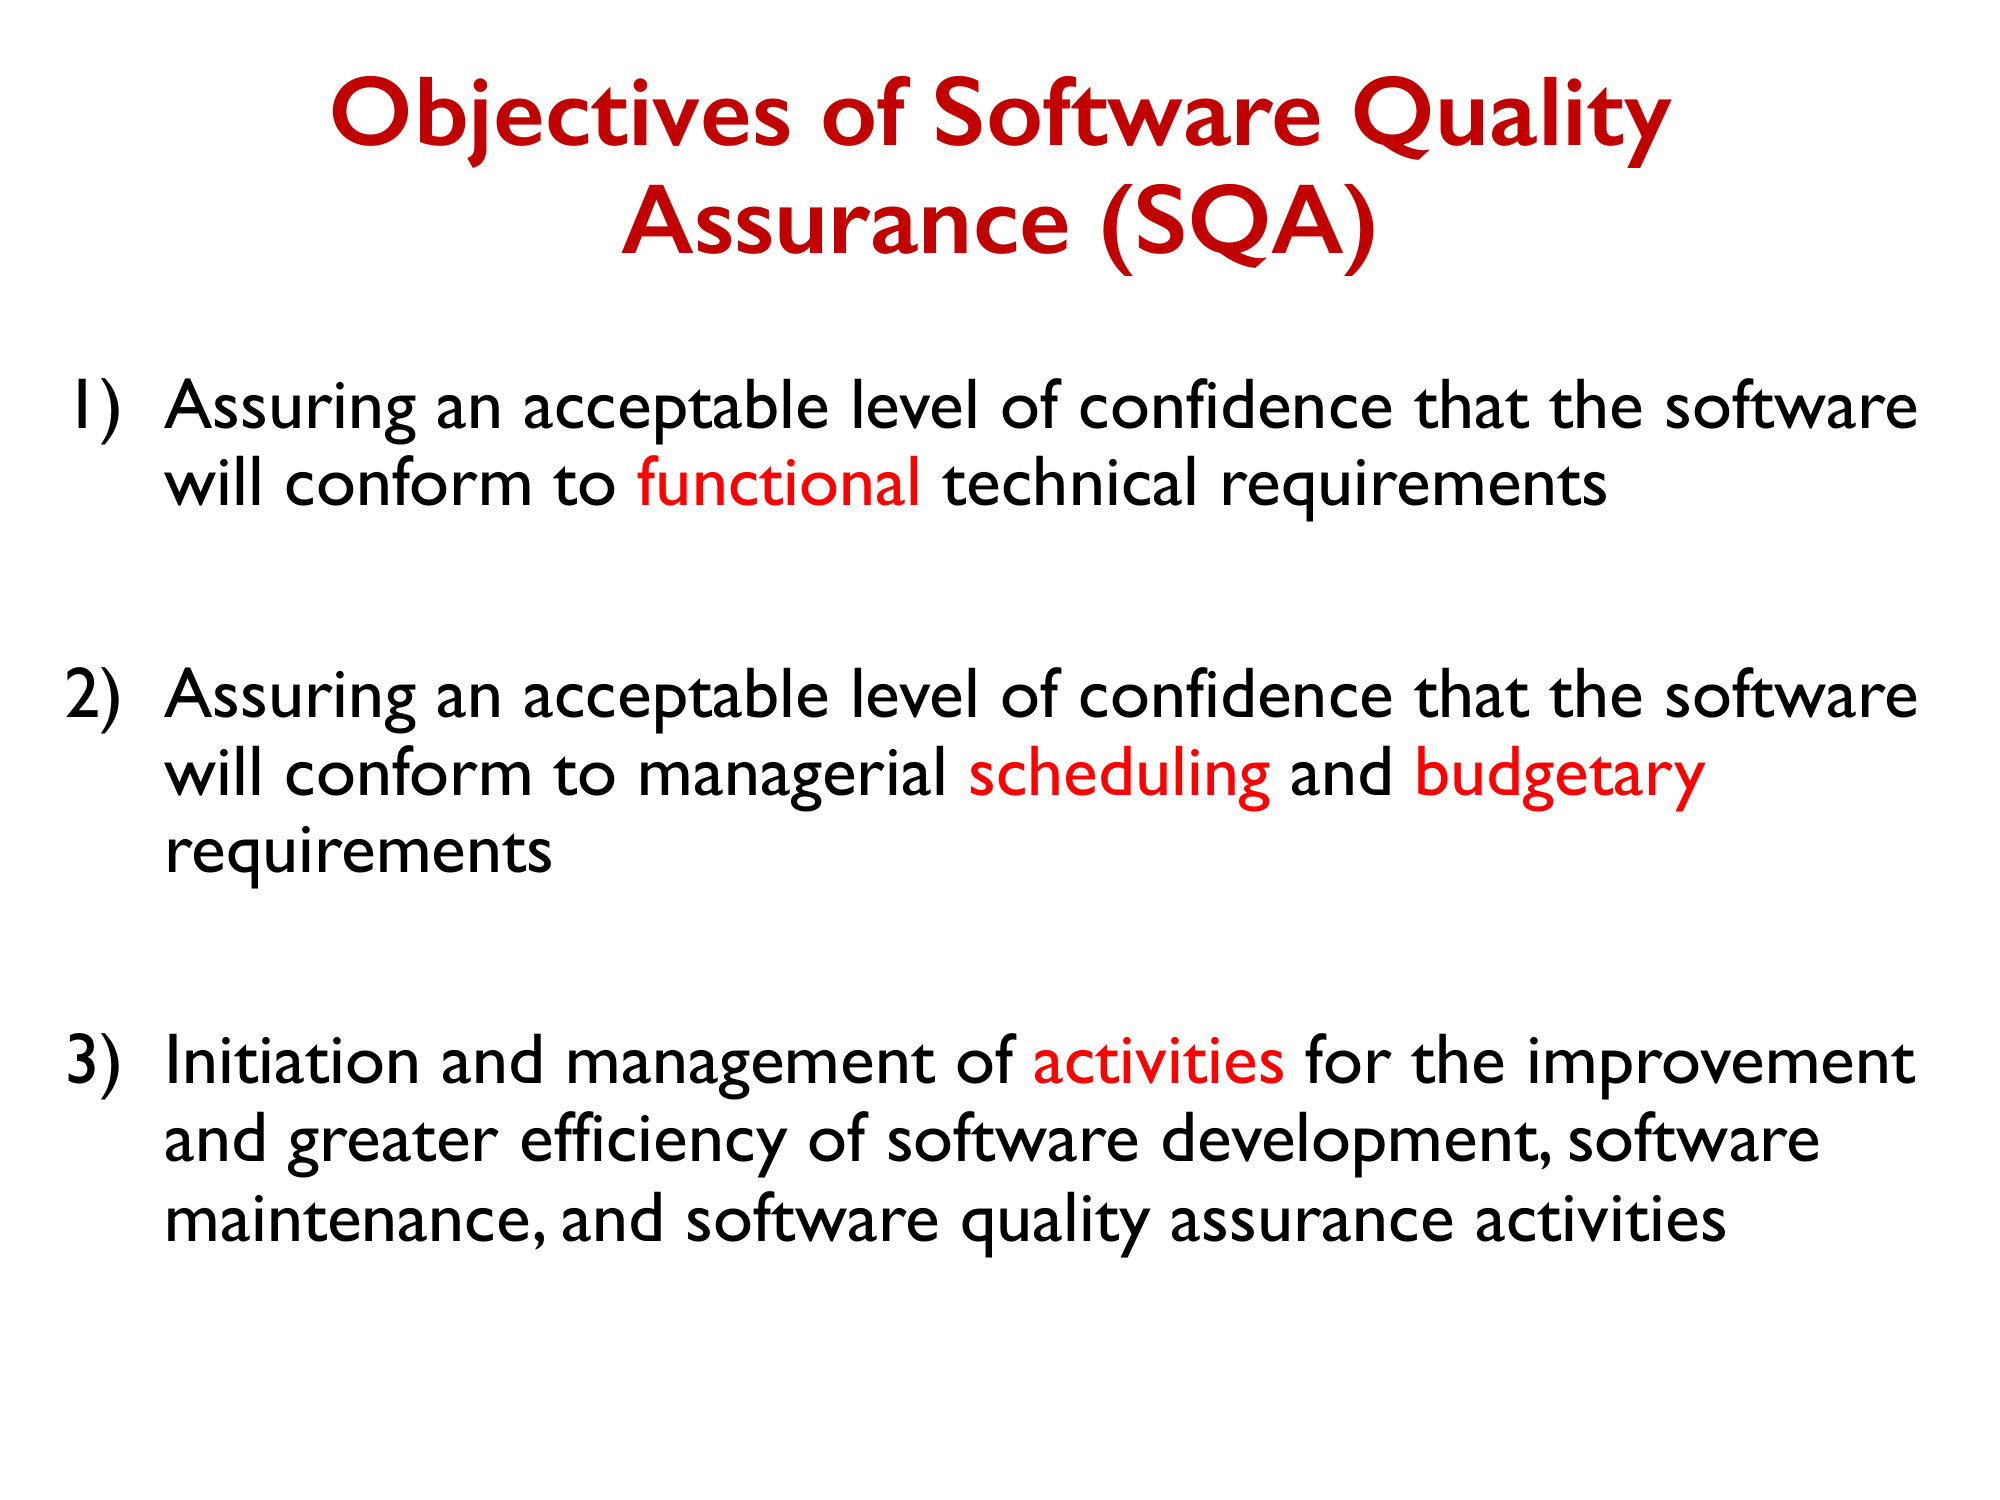 Objectives of Software Quality
Assurance (SQA)
1) Assuring an acceptable level of confidence that the software
will conform to functional technical requirements
2) Assuring an acceptable level of confidence that the software
will conform to managerial scheduling and budgetary
requirements
3) Initiation and management of activities for the improvement
and greater efficiency of software development, software
maintenance, and software quality assurance activities